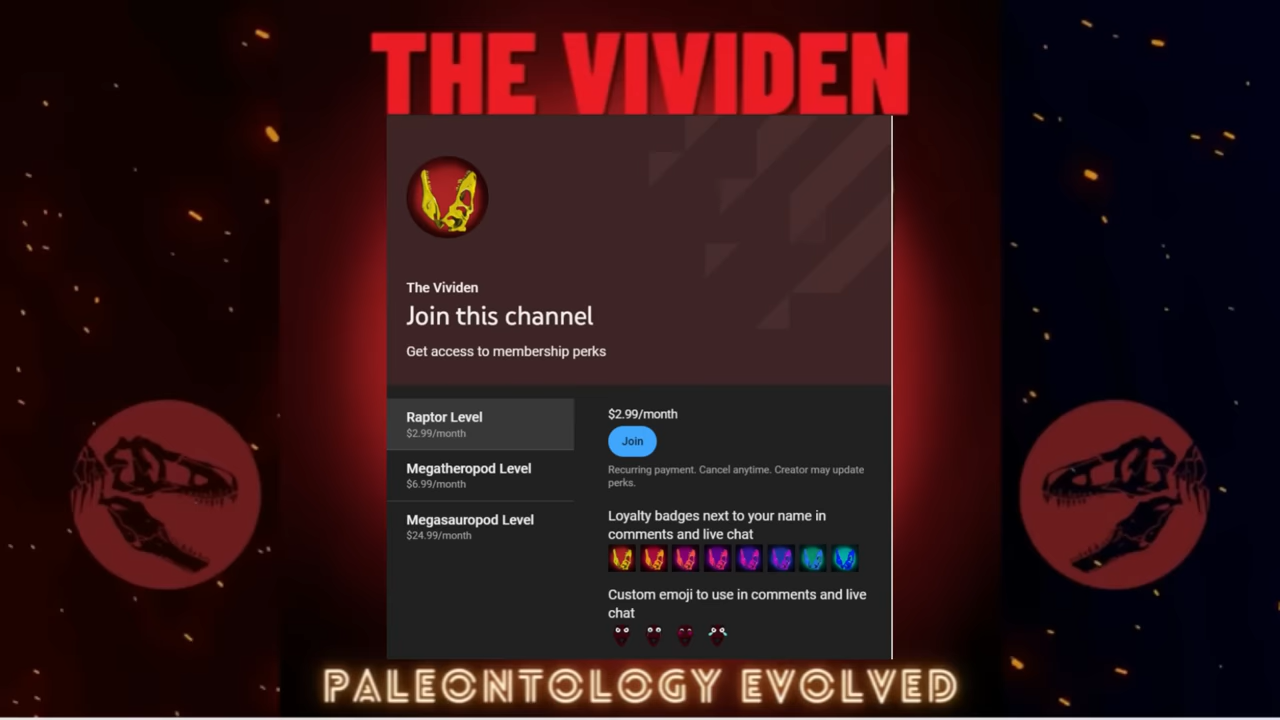 THE VIVIDEN
The Vividen
Join this channel
Get access to membership perks
Raptor Level
$2.99/month
Megatheropod Level
$6.99/month
Megasauropod Level
$24.99/month
$2.99/month
Join
Recurring payment. Cancel anytime. Creator may update
perks.
Loyalty badges next to your name in
comments and live chat
Custom emoji to use in comments and live
chat
PALEONTOLOGY EVOLVED